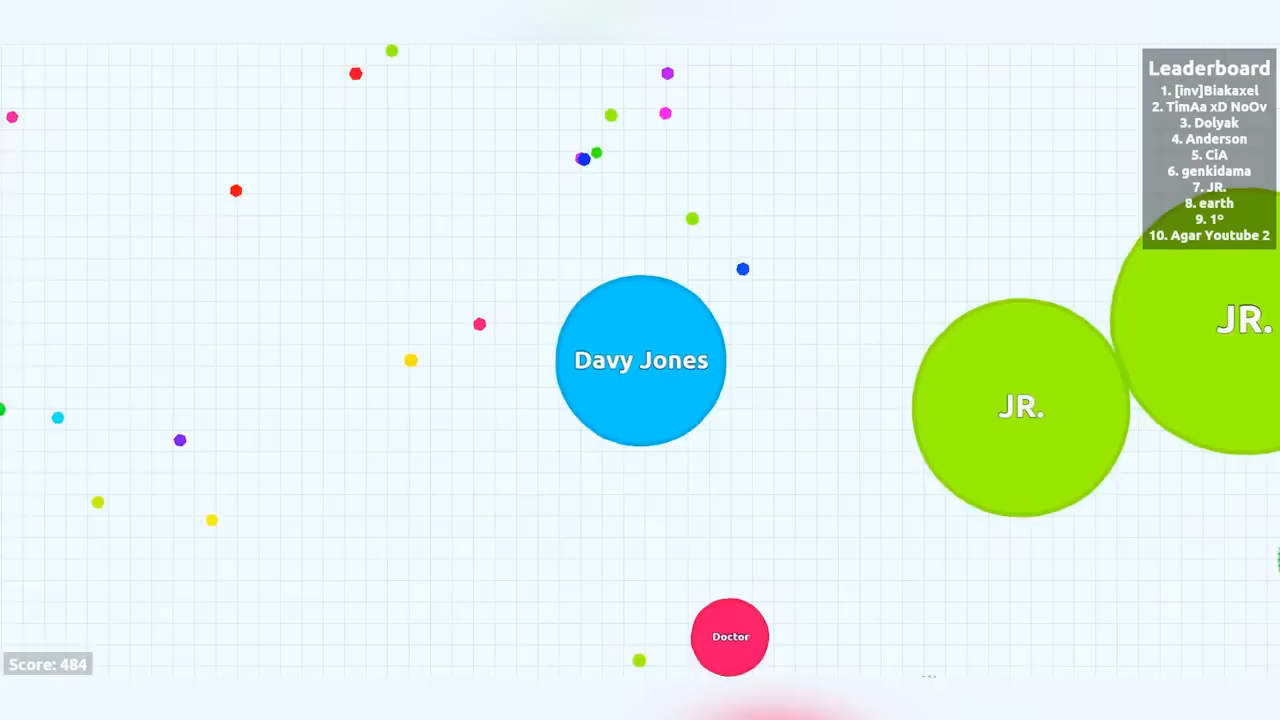 Leaderboard
1. [inv]Biakaxel
2. TimAa xD NoOv
3. Dolyak
4. Anderson
5. CiA
6. genkidama
7. JR.
8. earth
9. 1º
10. Agar Youtube 2
JR.
Davy Jones
JR.
Doctor
Score: 484